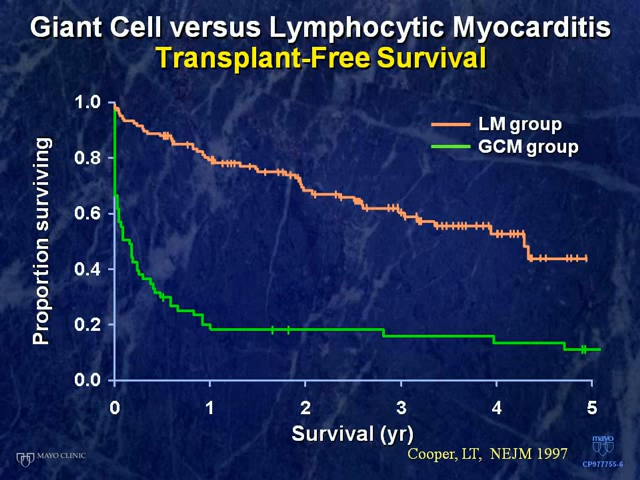 Giant Cell versus Lymphocytic Myocarditis
Transplant-Free Survival
Proportion surviving
1.0
0.8
0.6
0.4
0.2
0.0
LM group
GCM group
0 1 2 3 4 5
Survival (yr)
Cooper, LT, NEJM 1997
MAYO CLINIC
mayo
CP977755-6